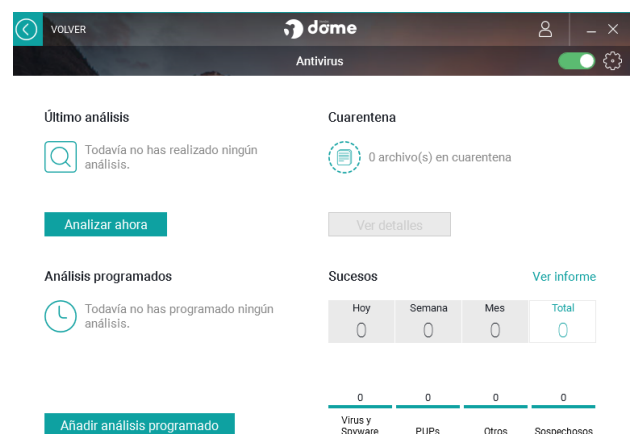 VOLVER
dome
Antivirus
Último análisis
Todavía no has realizado ningún
análisis.
Analizar ahora
Cuarentena
0 archivo(s) en cuarentena
Ver detalles
Análisis programados
Todavía no has programado ningún
análisis.
Añadir análisis programado
Sucesos
Ver informe
Hoy Semana Mes Total
0 0 0 0
0 0 0 0
Virus y
Spyware PUPs Otros Sospechosos